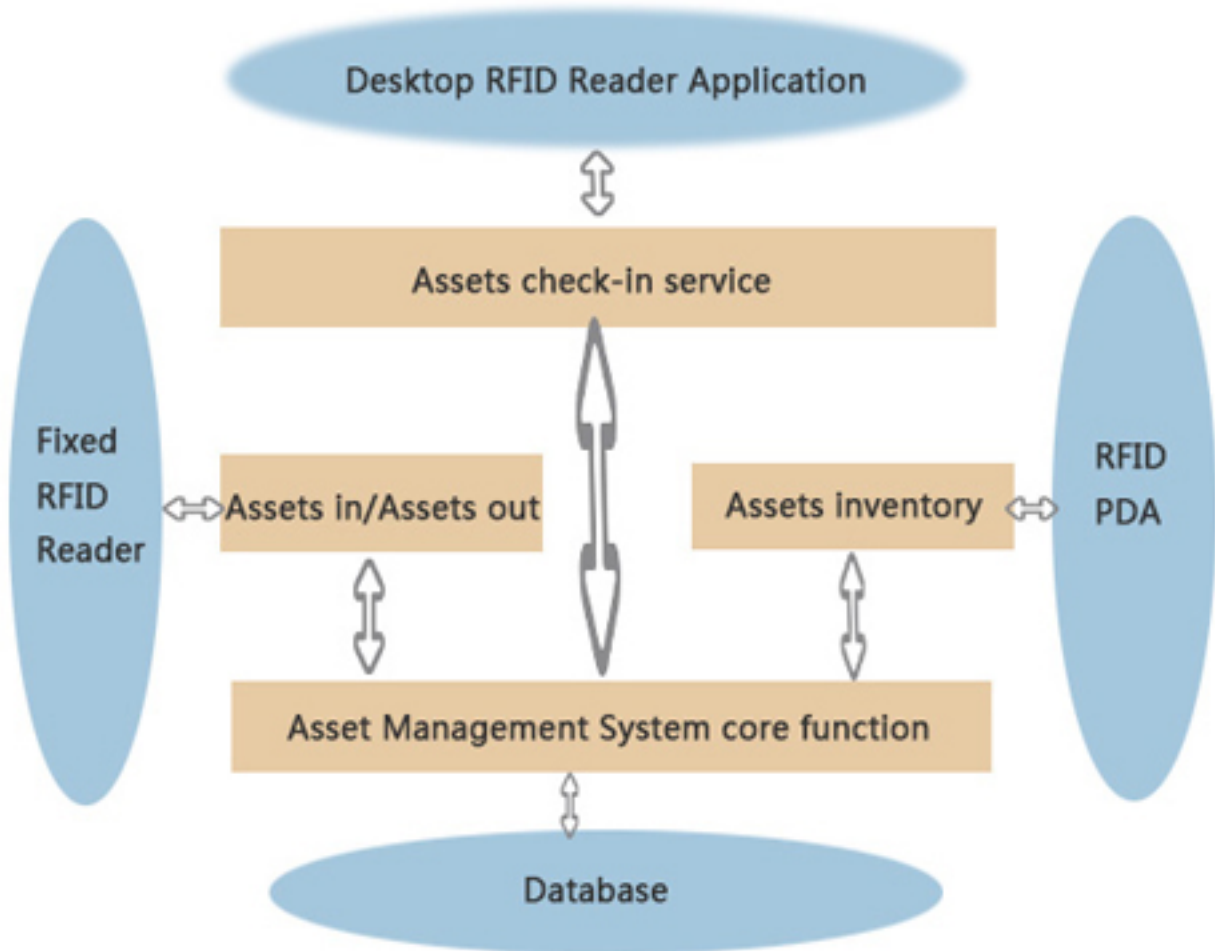 Desktop RFID Reader Application
Assets check-in service
Fixed
RFID
Reader
Assets in/Assets out
Assets inventory
RFID
PDA
Asset Management System core function
Database